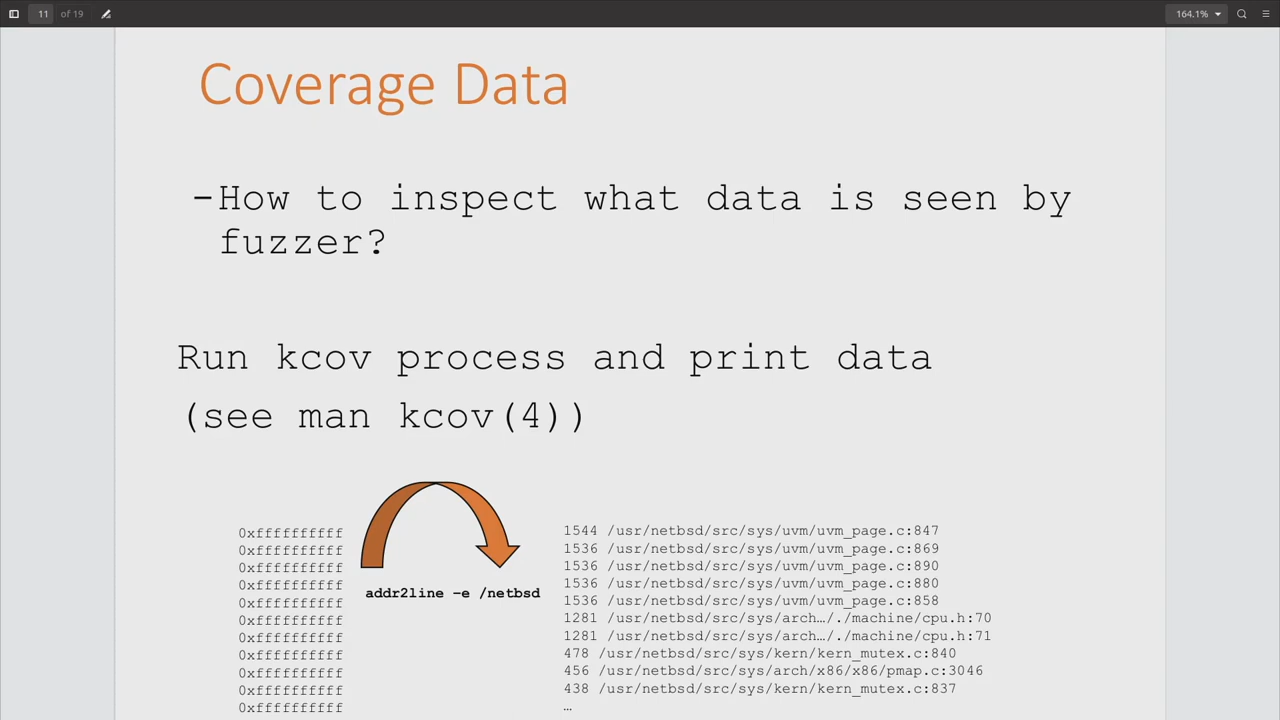 11 of 19
164.1%
Coverage Data
-How to inspect what data is seen by
fuzzer?
Run kcov process and print data
(see man kcov(4))
0xffffffffff
0xffffffffff
0xffffffffff
0xffffffffff
0xffffffffff
0xffffffffff
0xffffffffff
0xffffffffff
0xffffffffff
0xffffffffff
0xffffffffff
addr2line -e /netbsd
1544 /usr/netbsd/src/sys/uvm/uvm_page.c:847
1536 /usr/netbsd/src/sys/uvm/uvm_page.c:869
1536 /usr/netbsd/src/sys/uvm/uvm_page.c:890
1536 /usr/netbsd/src/sys/uvm/uvm_page.c:880
1536 /usr/netbsd/src/sys/uvm/uvm_page.c:858
1281 /usr/netbsd/src/sys/arch…/./machine/cpu.h:70
1281 /usr/netbsd/src/sys/arch…/./machine/cpu.h:71
478 /usr/netbsd/src/sys/kern/kern_mutex.c:840
456 /usr/netbsd/src/sys/arch/x86/x86/pmap.c:3046
438 /usr/netbsd/src/sys/kern/kern_mutex.c:837
…